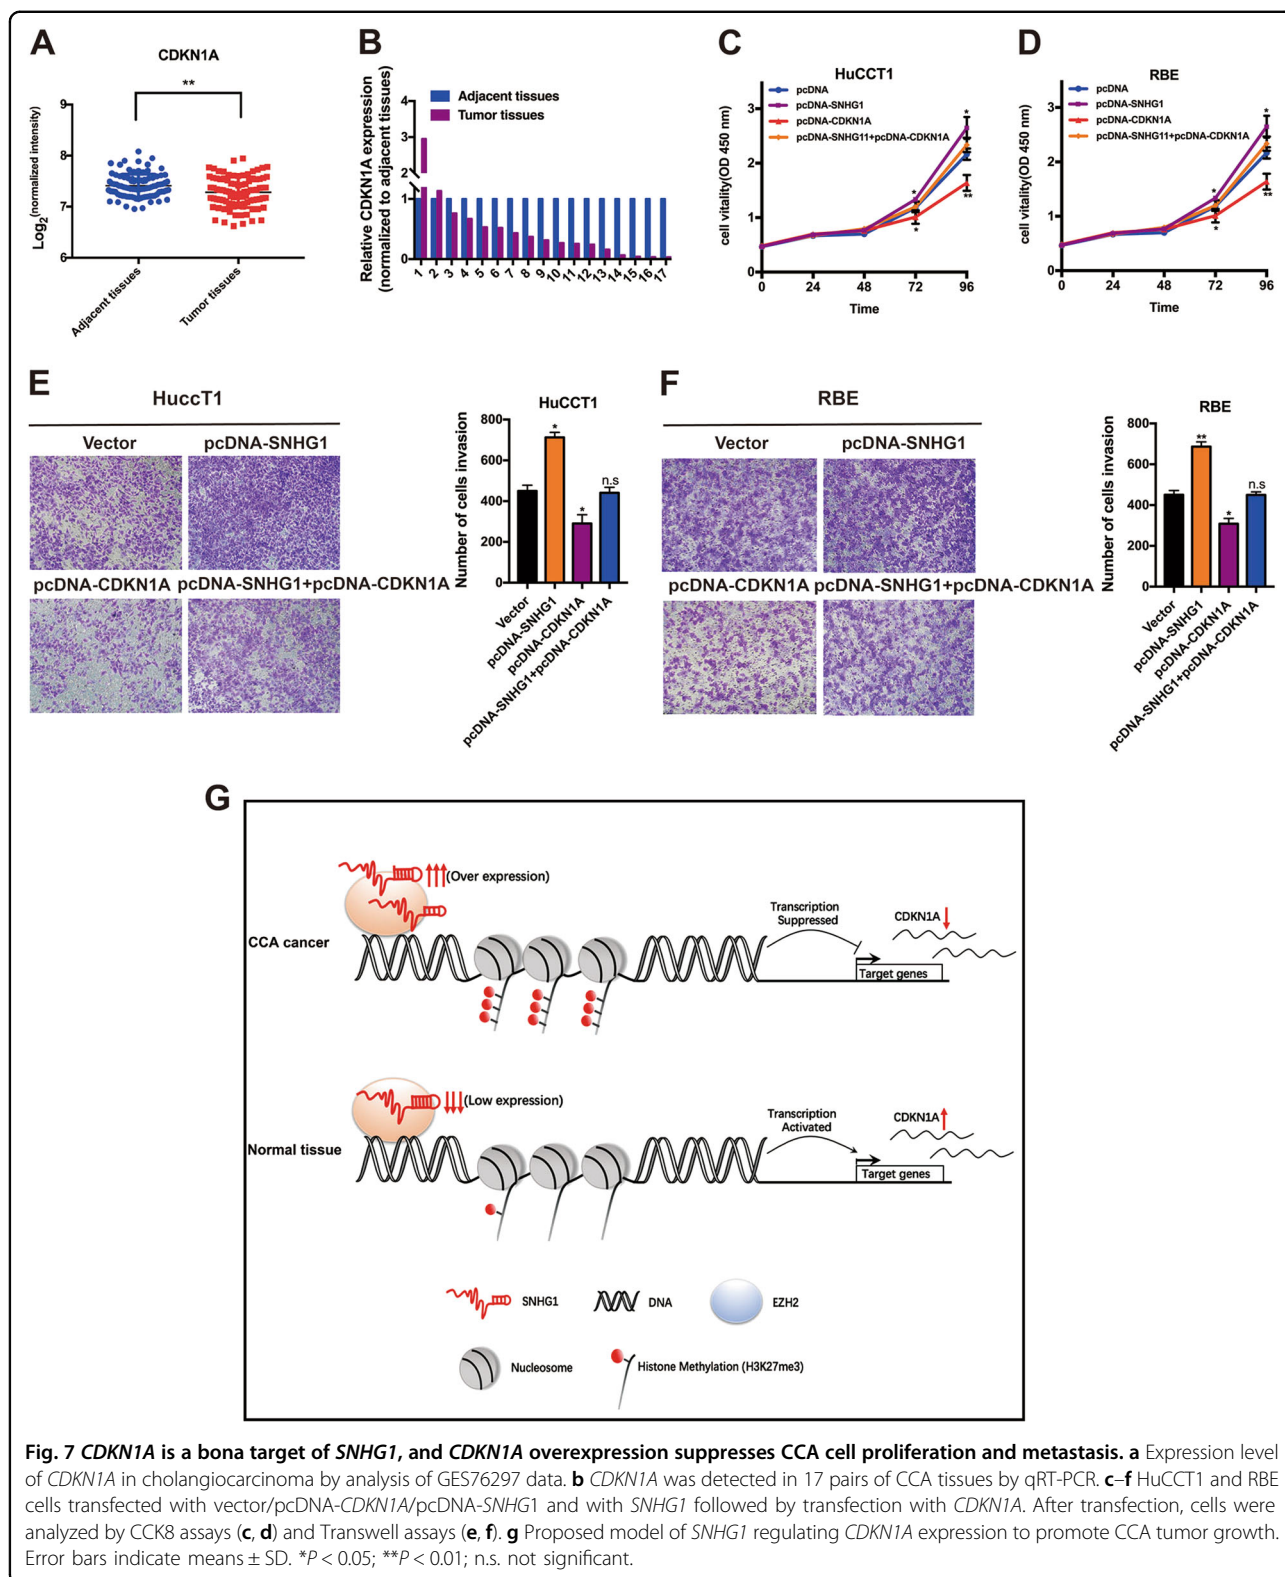 A
CDKN1A
**
Log2(normalized intensity)
9
8
7
6
Adjacent tissues
Tumor tissues
B
Relative CDKN1A expression
(normalized to adjacent tissues)
Adjacent tissues
Tumor tissues
4
3
2
1
0
1 2 3 4 5 6 7 8 9 10 11 12 13 14 15 16 17
C
HuCCT1
cell vitality(OD 450 nm)
pcDNA
pcDNA-SNHG1
pcDNA-CDKN1A
pcDNA-SNHG11+pcDNA-CDKN1A
3
2
1
0
* * * **
0 24 48 72 96
Time
D
RBE
cell vitality(OD 450 nm)
pcDNA
pcDNA-SNHG1
pcDNA-CDKN1A
pcDNA-SNHG11+pcDNA-CDKN1A
3
2
1
0
* * * **
0 24 48 72 96
Time
E
HuccT1
Vector pcDNA-SNHG1
pcDNA-CDKN1A pcDNA-SNHG1+pcDNA-CDKN1A
HuCCT1
Number of cells invasion
800
600
400
200
0
* * n.s
Vector
pcDNA-SNHG1
pcDNA-CDKN1A
pcDNA-SNHG1+pcDNA-CDKN1A
F
RBE
Vector pcDNA-SNHG1
pcDNA-CDKN1A pcDNA-SNHG1+pcDNA-CDKN1A
RBE
Number of cells invasion
800
600
400
200
0
** * n.s
Vector
pcDNA-SNHG1
pcDNA-CDKN1A
pcDNA-SNHG1+pcDNA-CDKN1A
G
CCA cancer
(Over expression)
Transcription
Suppressed
CDKN1A
Target genes
Normal tissue
(Low expression)
Transcription
Activated
CDKN1A
Target genes
SNHG1
DNA
EZH2
Nucleosome
Histone Methylation (H3K27me3)
Fig. 7 CDKN1A is a bona target of SNHG1, and CDKN1A overexpression suppresses CCA cell proliferation and metastasis. a Expression level
of CDKN1A in cholangiocarcinoma by analysis of GES76297 data. b CDKN1A was detected in 17 pairs of CCA tissues by qRT-PCR. c–f HuCCT1 and RBE
cells transfected with vector/pcDNA-CDKN1A/pcDNA-SNHG1 and with SNHG1 followed by transfection with CDKN1A. After transfection, cells were
analyzed by CCK8 assays (c, d) and Transwell assays (e, f). g Proposed model of SNHG1 regulating CDKN1A expression to promote CCA tumor growth.
Error bars indicate means ± SD. *P < 0.05; **P < 0.01; n.s. not significant.